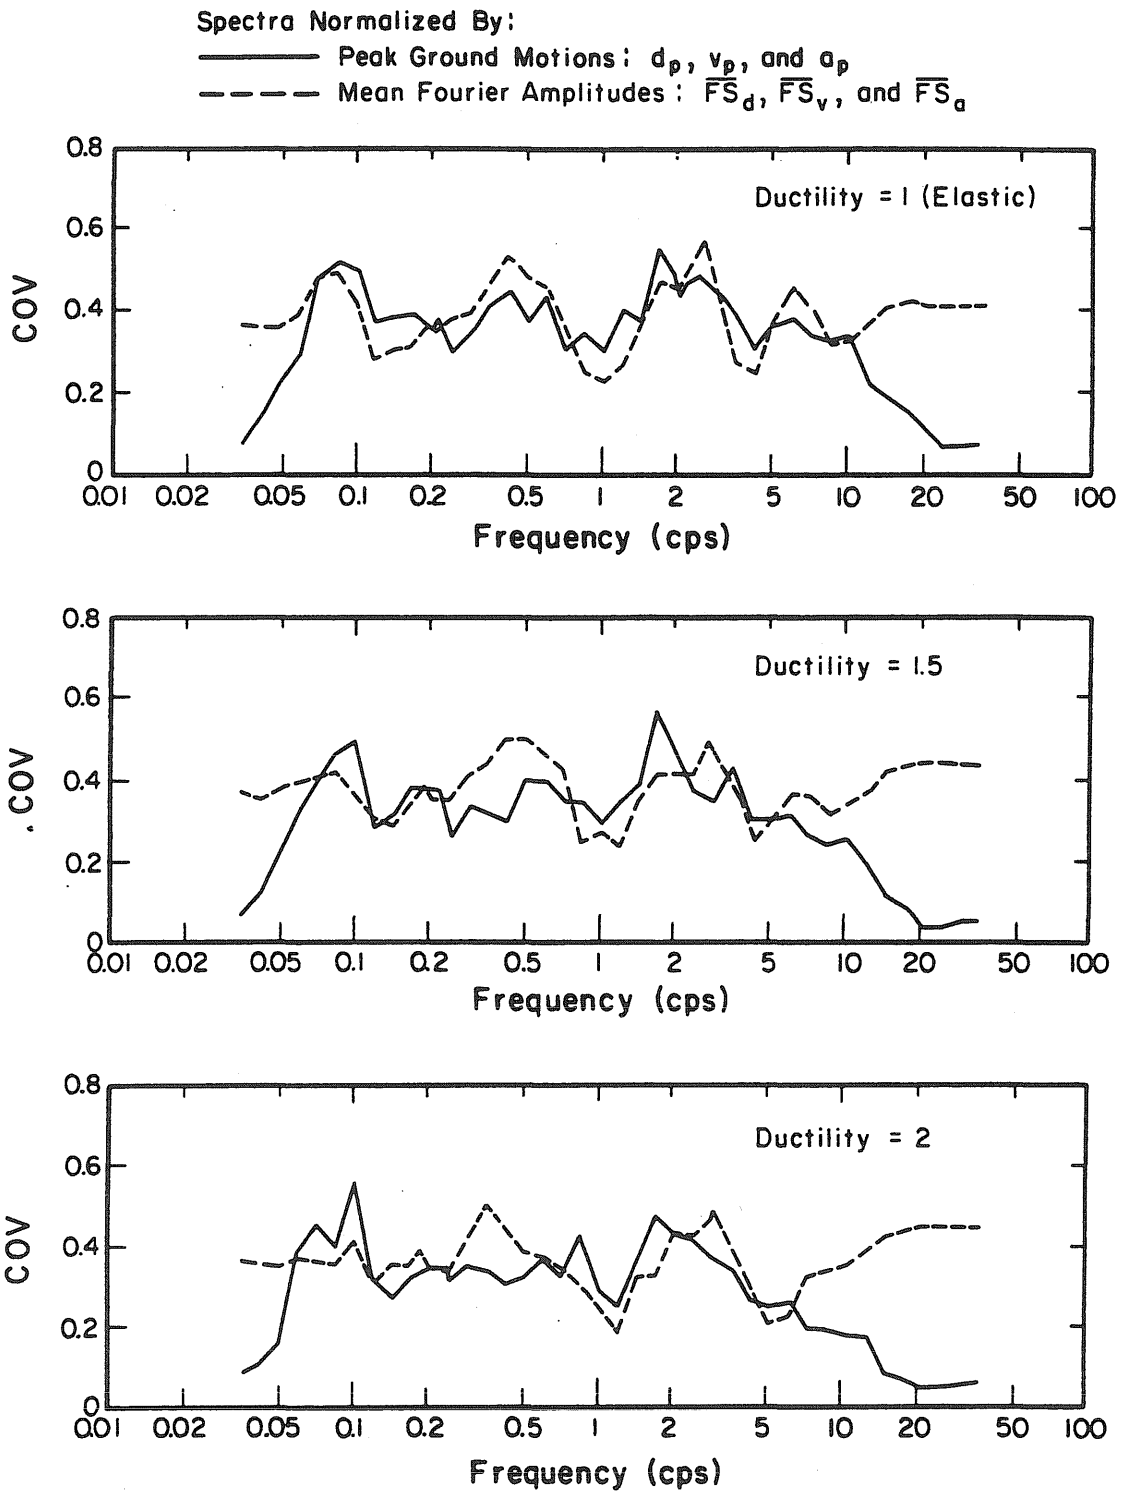 Spectra Normalized By:
Peak Ground Motions: dp, vp, and ap
Mean Fourier Amplitudes: F̅S̅d, F̅S̅v, and F̅S̅a
0.8
0.6
0.4
0.2
0
COV
Ductility = 1 (Elastic)
0.01 0.02 0.05 0.1 0.2 0.5 1 2 5 10 20 50 100
Frequency (cps)
0.8
0.6
0.4
0.2
0
COV
Ductility = 1.5
0.01 0.02 0.05 0.1 0.2 0.5 1 2 5 10 20 50 100
Frequency (cps)
0.8
0.6
0.4
0.2
0
COV
Ductility = 2
0.01 0.02 0.05 0.1 0.2 0.5 1 2 5 10 20 50 100
Frequency (cps)